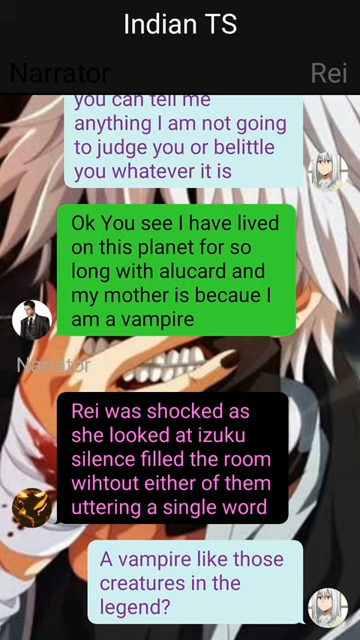 Indian TS
Narrator
Rei
you can tell me
anything I am not going
to judge you or belittle
you whatever it is
Ok You see I have lived
on this planet for so
long with alucard and
my mother is becaue I
am a vampire
Narrator
Rei was shocked as
she looked at izuku
silence filled the room
wihtout either of them
uttering a single word
A vampire like those
creatures in the
legend?